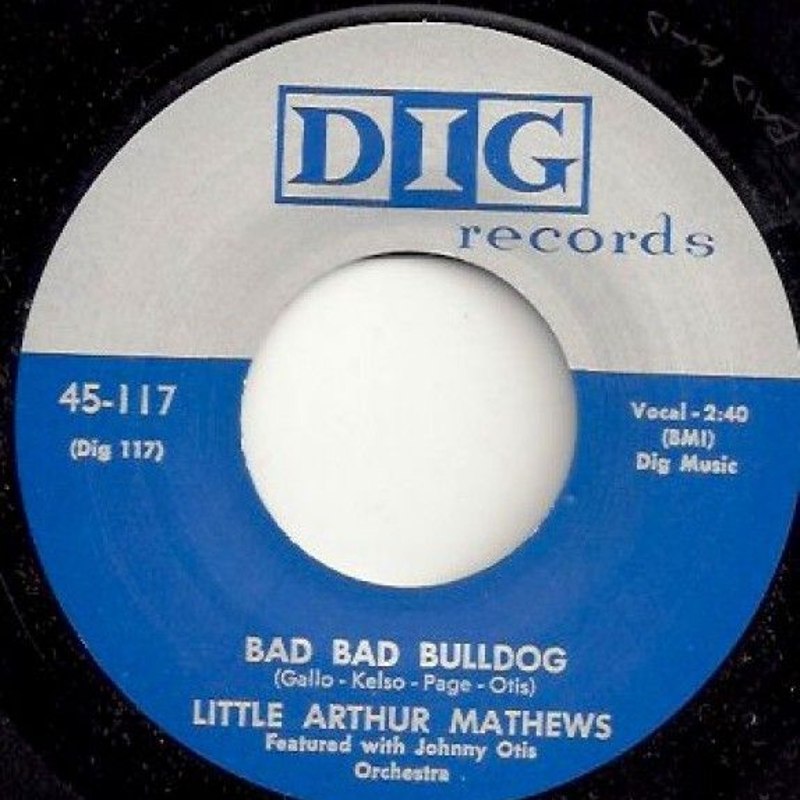 DIG
records
45-117
(Dig 117)
Vocal - 2:40
(BMI)
Dig Music
BAD BAD BULLDOG
(Gallo - Kelso - Page - Otis)
LITTLE ARTHUR MATHEWS
Featured with Johnny Otis
Orchestra